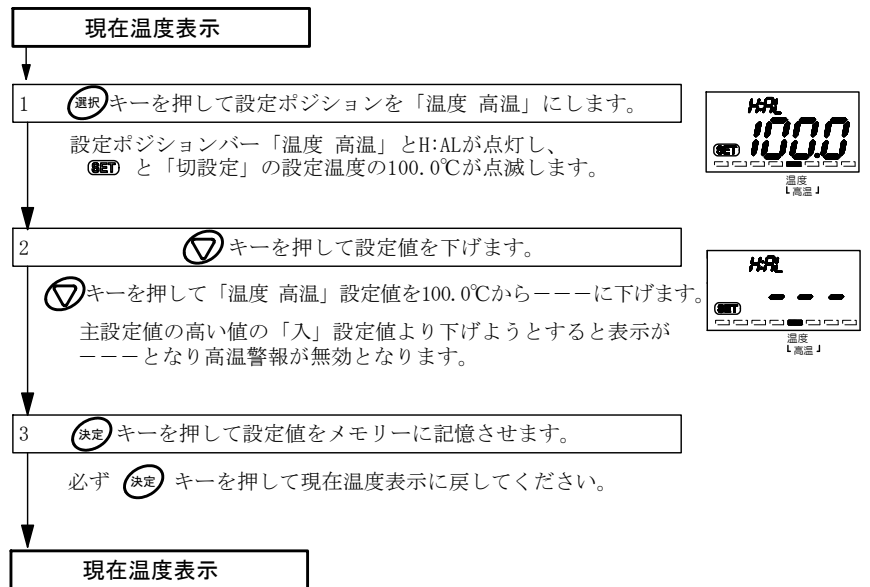 現在温度表示
1 選択キーを押して設定ポジションを「温度 高温」にします。
設定ポジションバー「温度 高温」とH:ALが点灯し、
SET と「切設定」の設定温度の100.0℃が点滅します。
H:AL
SET 100.0
温度
┗高温┛
2 ▽キーを押して設定値を下げます。
▽キーを押して「温度 高温」設定値を100.0℃から−−−に下げます。
主設定値の高い値の「入」設定値より下げようとすると表示が
−−−となり高温警報が無効となります。
H:AL
SET − − −
温度
┗高温┛
3 決定キーを押して設定値をメモリーに記憶させます。
必ず 決定 キーを押して現在温度表示に戻してください。
現在温度表示